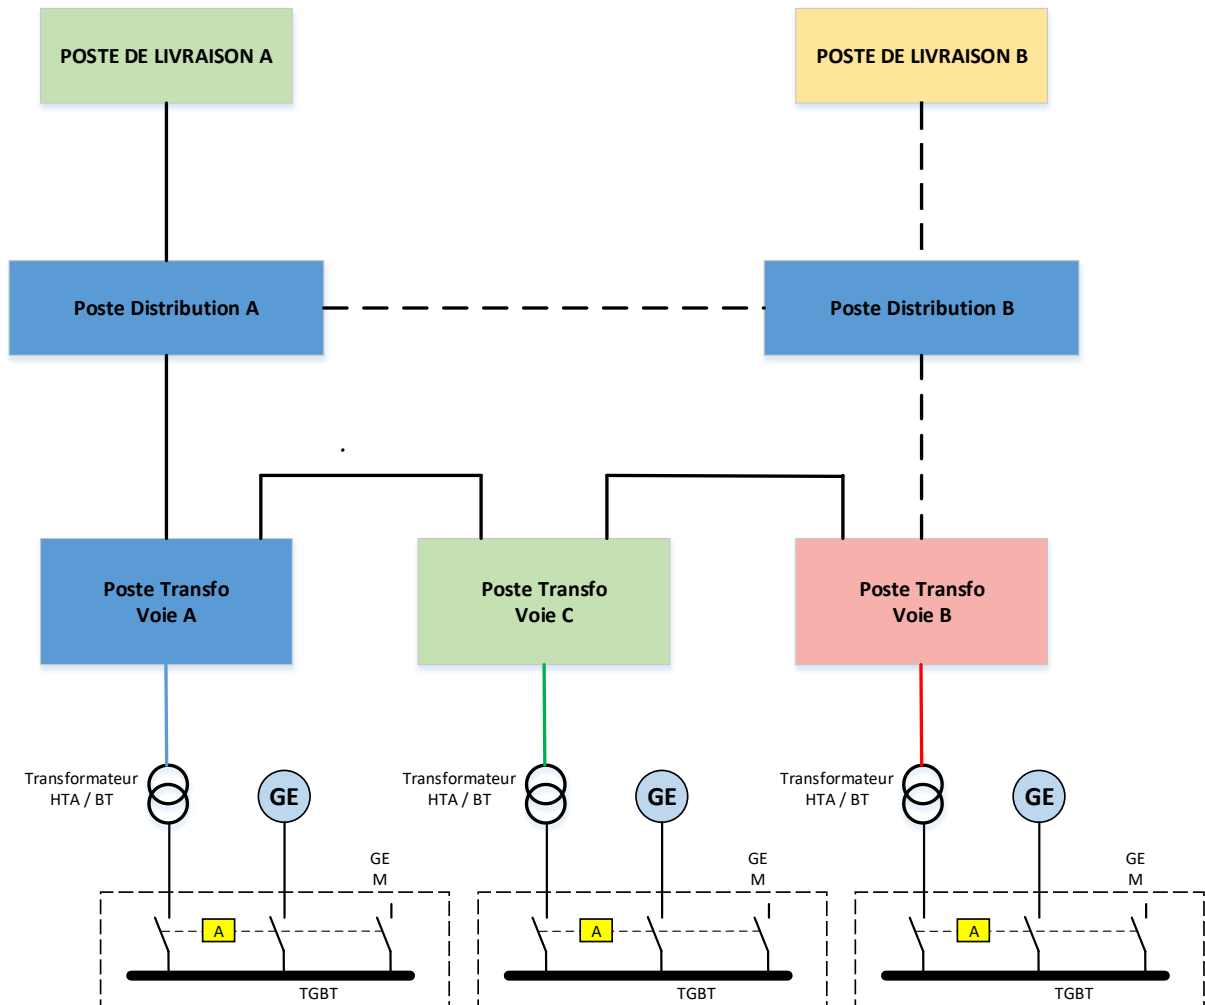 POSTE DE LIVRAISON A
POSTE DE LIVRAISON B
Poste Distribution A
Poste Distribution B
Poste Transfo
Voie A
Poste Transfo
Voie C
Poste Transfo
Voie B
Transformateur
HTA / BT
GE
Transformateur
HTA / BT
GE
Transformateur
HTA / BT
GE
GE
M
GE
M
GE
M
A
A
A
TGBT
TGBT
TGBT